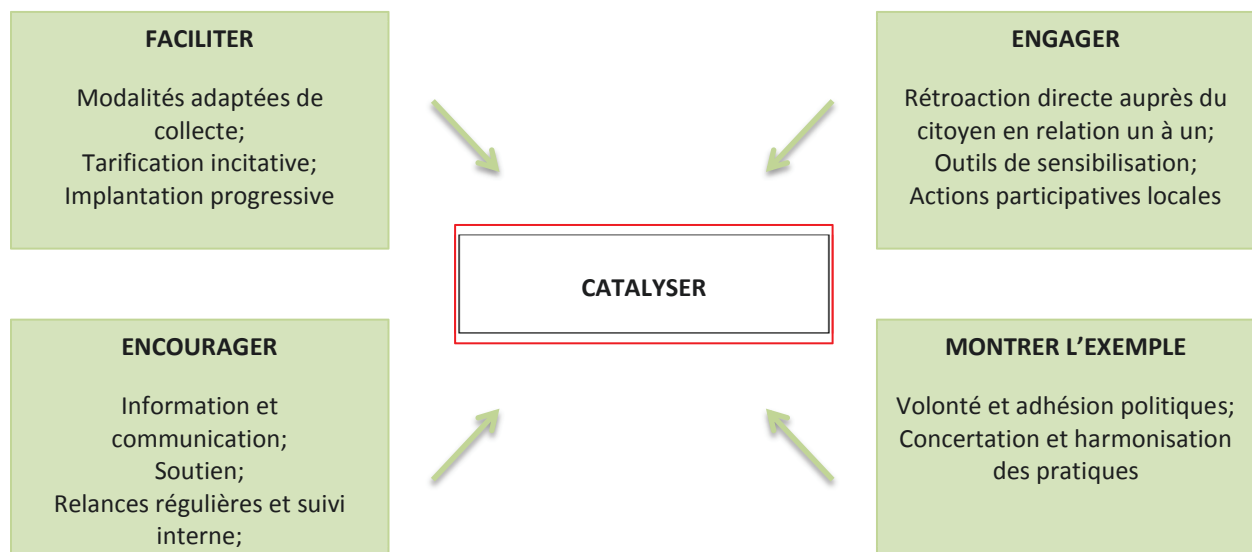 FACILITER
Modalités adaptées de
collecte;
Tarification incitative;
Implantation progressive
ENGAGER
Rétroaction directe auprès du
citoyen en relation un à un;
Outils de sensibilisation;
Actions participatives locales
CATALYSER
ENCOURAGER
Information et
communication;
Soutien;
Relances régulières et suivi
interne;
MONTRER L’EXEMPLE
Volonté et adhésion politiques;
Concertation et harmonisation
des pratiques